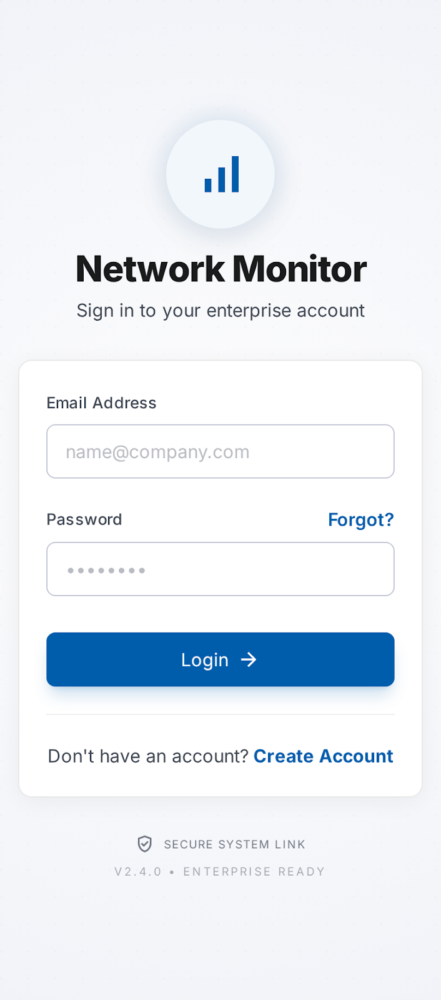 Network Monitor
Sign in to your enterprise account
Email Address
name@company.com
Password Forgot?
••••••••
Login →
Don't have an account? Create Account
SECURE SYSTEM LINK
V2.4.0 • ENTERPRISE READY